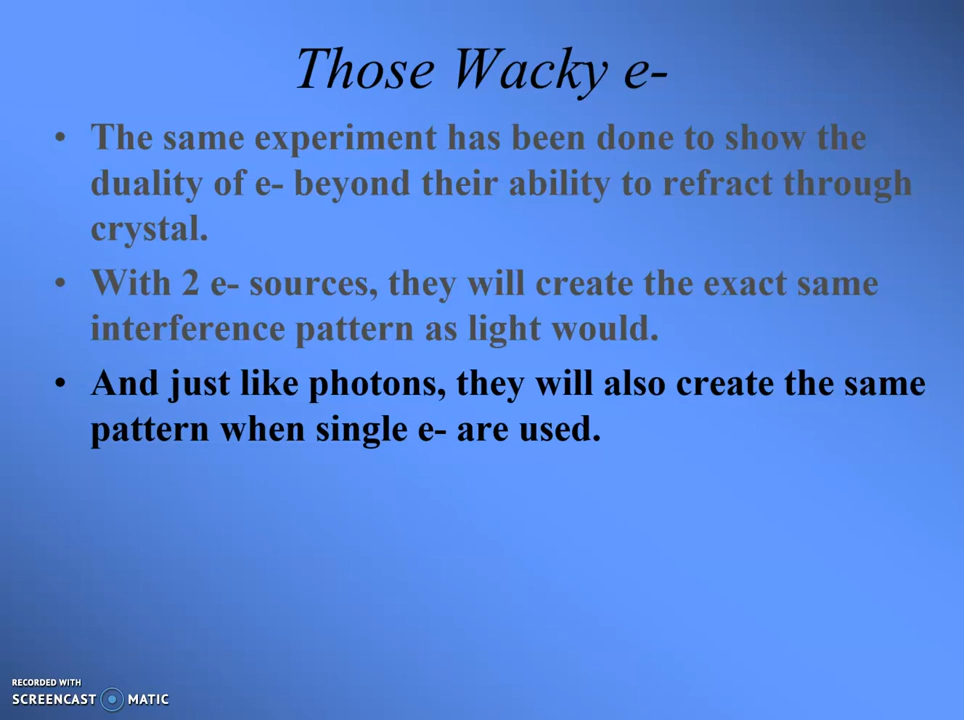 Those Wacky e-
• The same experiment has been done to show the
duality of e- beyond their ability to refract through
crystal.
• With 2 e- sources, they will create the exact same
interference pattern as light would.
• And just like photons, they will also create the same
pattern when single e- are used.
RECORDED WITH
SCREENCAST MATIC